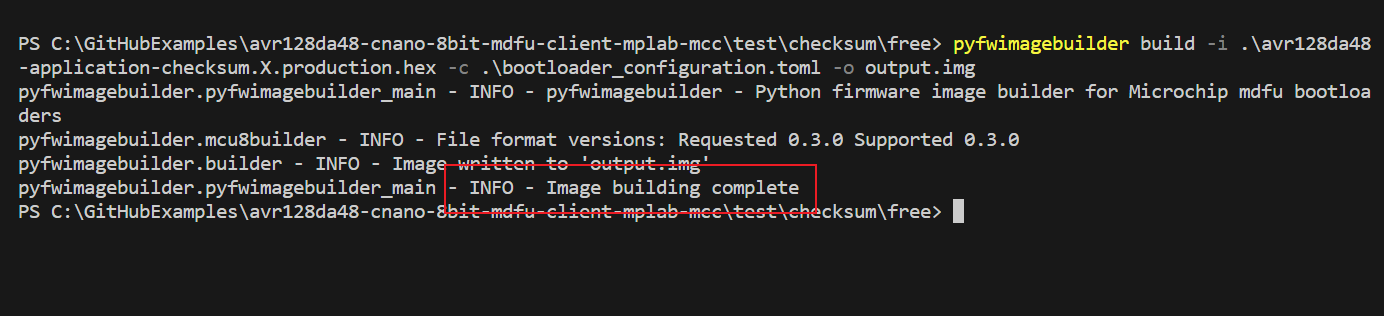 PS C:\GitHubExamples\avr128da48-cnano-8bit-mdfu-client-mplab-mcc\test\checksum\free> pyfwimagebuilder build -i .\avr128da48
-application-checksum.X.production.hex -c .\bootloader_configuration.toml -o output.img
pyfwimagebuilder.pyfwimagebuilder_main - INFO - pyfwimagebuilder - Python firmware image builder for Microchip mdfu bootloa
ders
pyfwimagebuilder.mcu8builder - INFO - File format versions: Requested 0.3.0 Supported 0.3.0
pyfwimagebuilder.builder - INFO - Image written to 'output.img'
pyfwimagebuilder.pyfwimagebuilder_main - INFO - Image building complete
PS C:\GitHubExamples\avr128da48-cnano-8bit-mdfu-client-mplab-mcc\test\checksum\free>